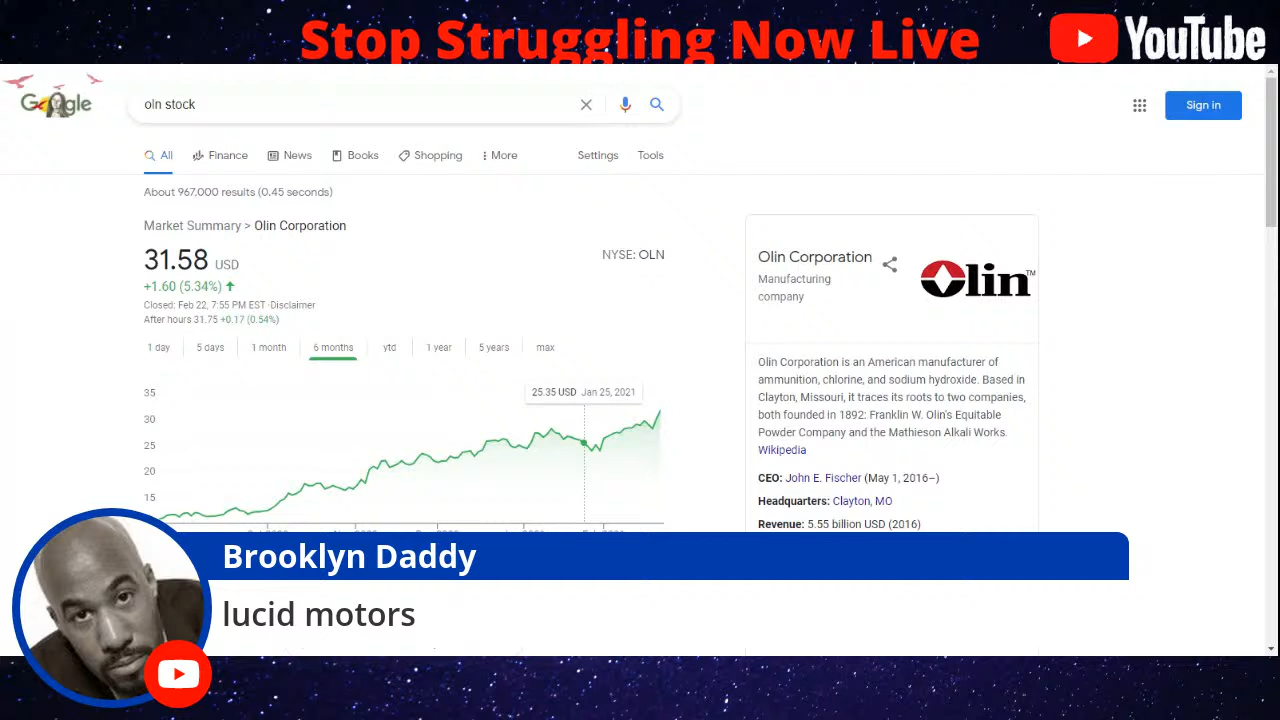 Stop Struggling Now Live
YouTube
Google
oln stock
Sign in
All
Finance
News
Books
Shopping
More
Settings
Tools
About 967,000 results (0.45 seconds)
Market Summary > Olin Corporation
31.58 USD
NYSE: OLN
+1.60 (5.34%)
Closed: Feb 22, 7:55 PM EST · Disclaimer
After hours 31.75 +0.17 (0.54%)
1 day
5 days
1 month
6 months
ytd
1 year
5 years
max
25.35 USD Jan 25, 2021
35
30
25
20
15
Olin Corporation
Manufacturing
company
Olin™
Olin Corporation is an American manufacturer of
ammunition, chlorine, and sodium hydroxide. Based in
Clayton, Missouri, it traces its roots to two companies,
both founded in 1892: Franklin W. Olin's Equitable
Powder Company and the Mathieson Alkali Works.
Wikipedia
CEO: John E. Fischer (May 1, 2016–)
Headquarters: Clayton, MO
Revenue: 5.55 billion USD (2016)
Brooklyn Daddy
lucid motors